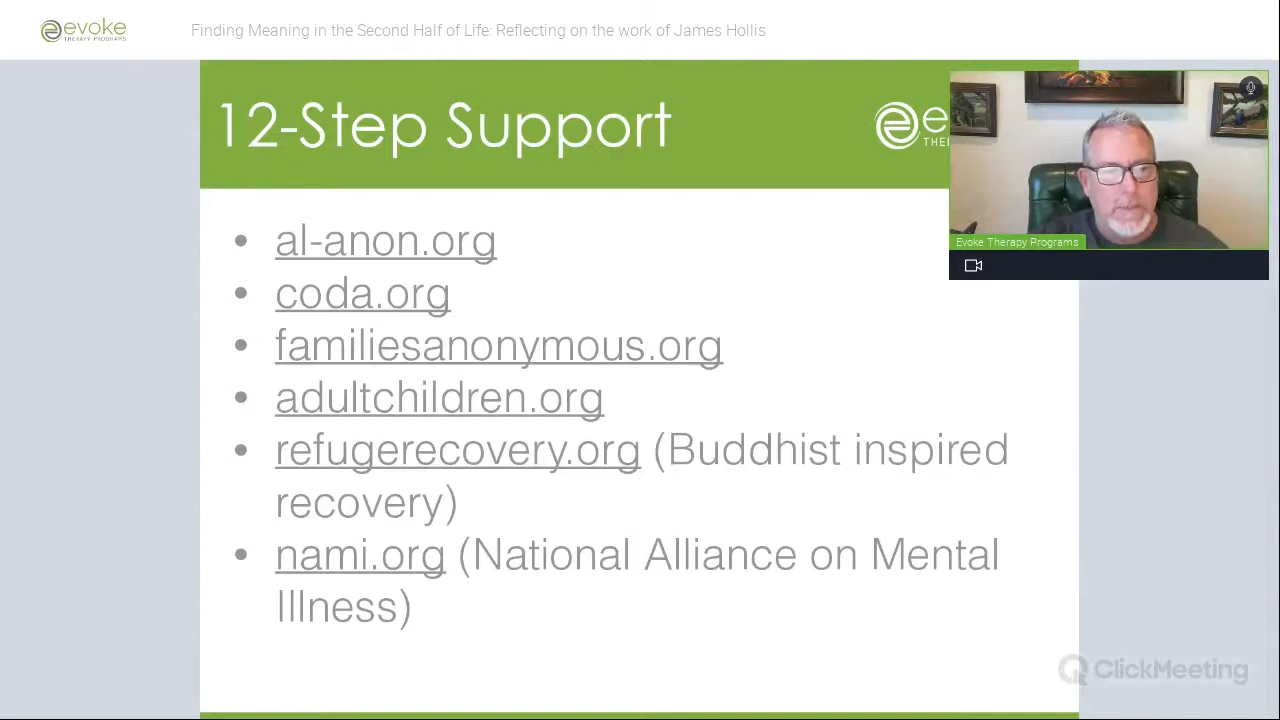 evoke
THERAPY PROGRAMS
Finding Meaning in the Second Half of Life: Reflecting on the work of James Hollis
12-Step Support
e
THE
Evoke Therapy Programs
• al-anon.org
• coda.org
• familiesanonymous.org
• adultchildren.org
• refugerecovery.org (Buddhist inspired
recovery)
• nami.org (National Alliance on Mental
Illness)
ClickMeeting